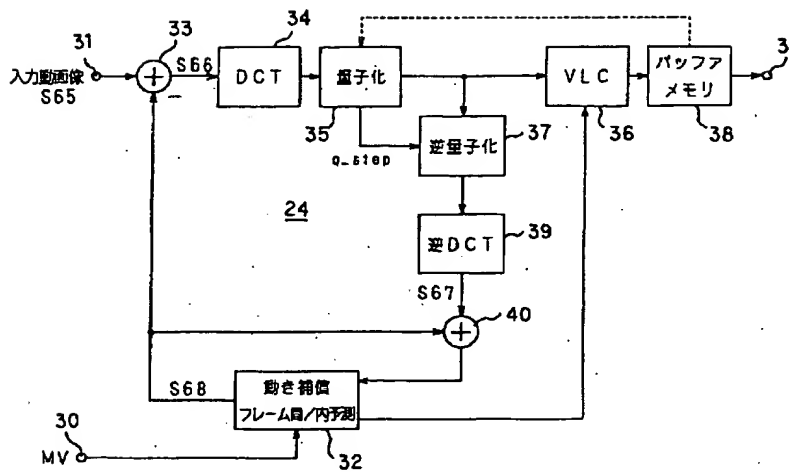 31
33
34
入力動画像
S65
S66
DCT
量子化
VLC
バッファ
メモリ
3
35
36
38
q_step
逆量子化
37
24
逆DCT
39
S67
40
S68
動き補償
フレーム間/内予測
30
MV
32